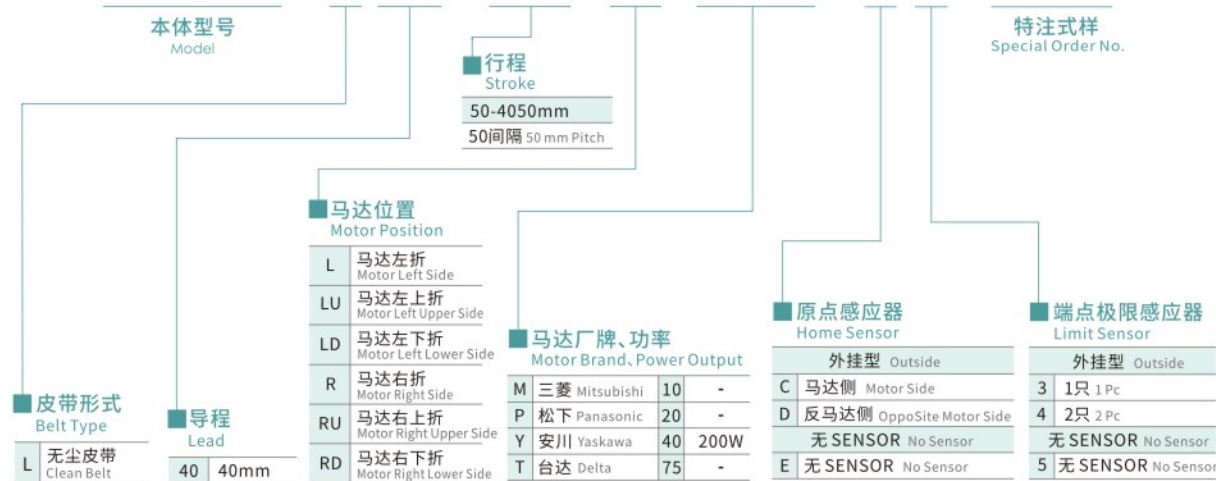 本体型号
Model
特注式样
Special Order No.
行程
Stroke
50-4050mm
50间隔 50 mm Pitch
马达位置
Motor Position
L 马达左折
Motor Left Side
LU 马达左上折
Motor Left Upper Side
LD 马达左下折
Motor Left Lower Side
R 马达右折
Motor Right Side
RU 马达右上折
Motor Right Upper Side
RD 马达右下折
Motor Right Lower Side
马达厂牌、功率
Motor Brand、Power Output
M 三菱 Mitsubishi 10 -
P 松下 Panasonic 20 -
Y 安川 Yaskawa 40 200W
T 台达 Delta 75 -
原点感应器
Home Sensor
外挂型 Outside
C 马达侧 Motor Side
D 反马达侧 OppoSite Motor Side
无 SENSOR No Sensor
E 无 SENSOR No Sensor
端点极限感应器
Limit Sensor
外挂型 Outside
3 1只 1 Pc
4 2只 2 Pc
无 SENSOR No Sensor
5 无 SENSOR No Sensor
皮带形式
Belt Type
L 无尘皮带
Clean Belt
导程
Lead
40 40mm